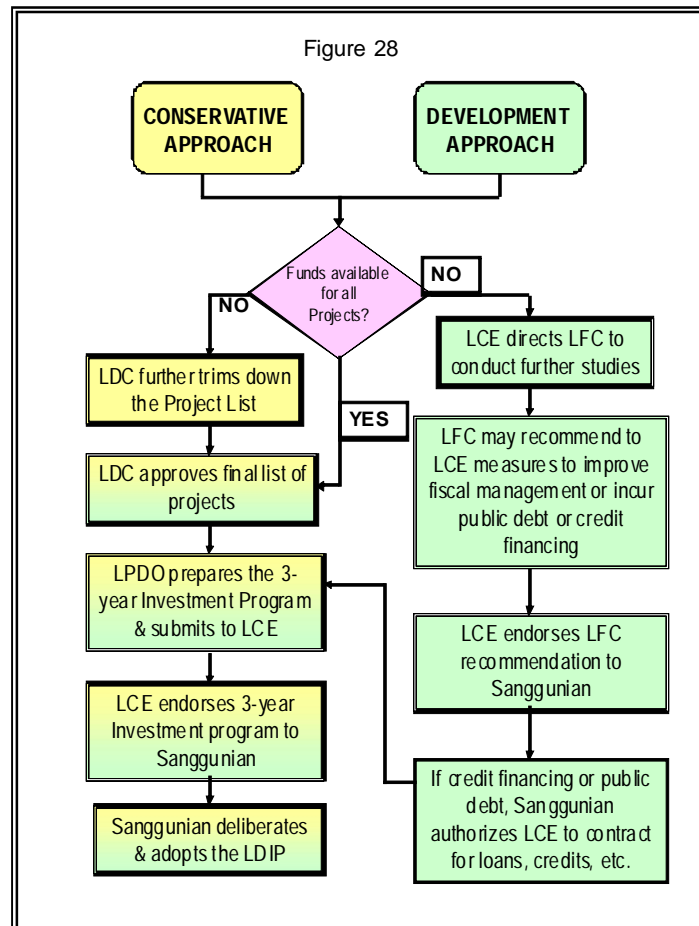 Figure 28
CONSERVATIVE
APPROACH
DEVELOPMENT
APPROACH
Funds available
for all
Projects?
NO
NO
YES
LDC further trims down
the Project List
LDC approves final list of
projects
LPDO prepares the 3-
year Investment Program
& submits to LCE
LCE endorses 3-year
Investment program to
Sanggunian
Sanggunian deliberates
& adopts the LDIP
LCE directs LFC to
conduct further studies
LFC may recommend to
LCE measures to improve
fiscal management or incur
public debt or credit
financing
LCE endorses LFC
recommendation to
Sanggunian
If credit financing or public
debt, Sanggunian
authorizes LCE to contract
for loans, credits, etc.